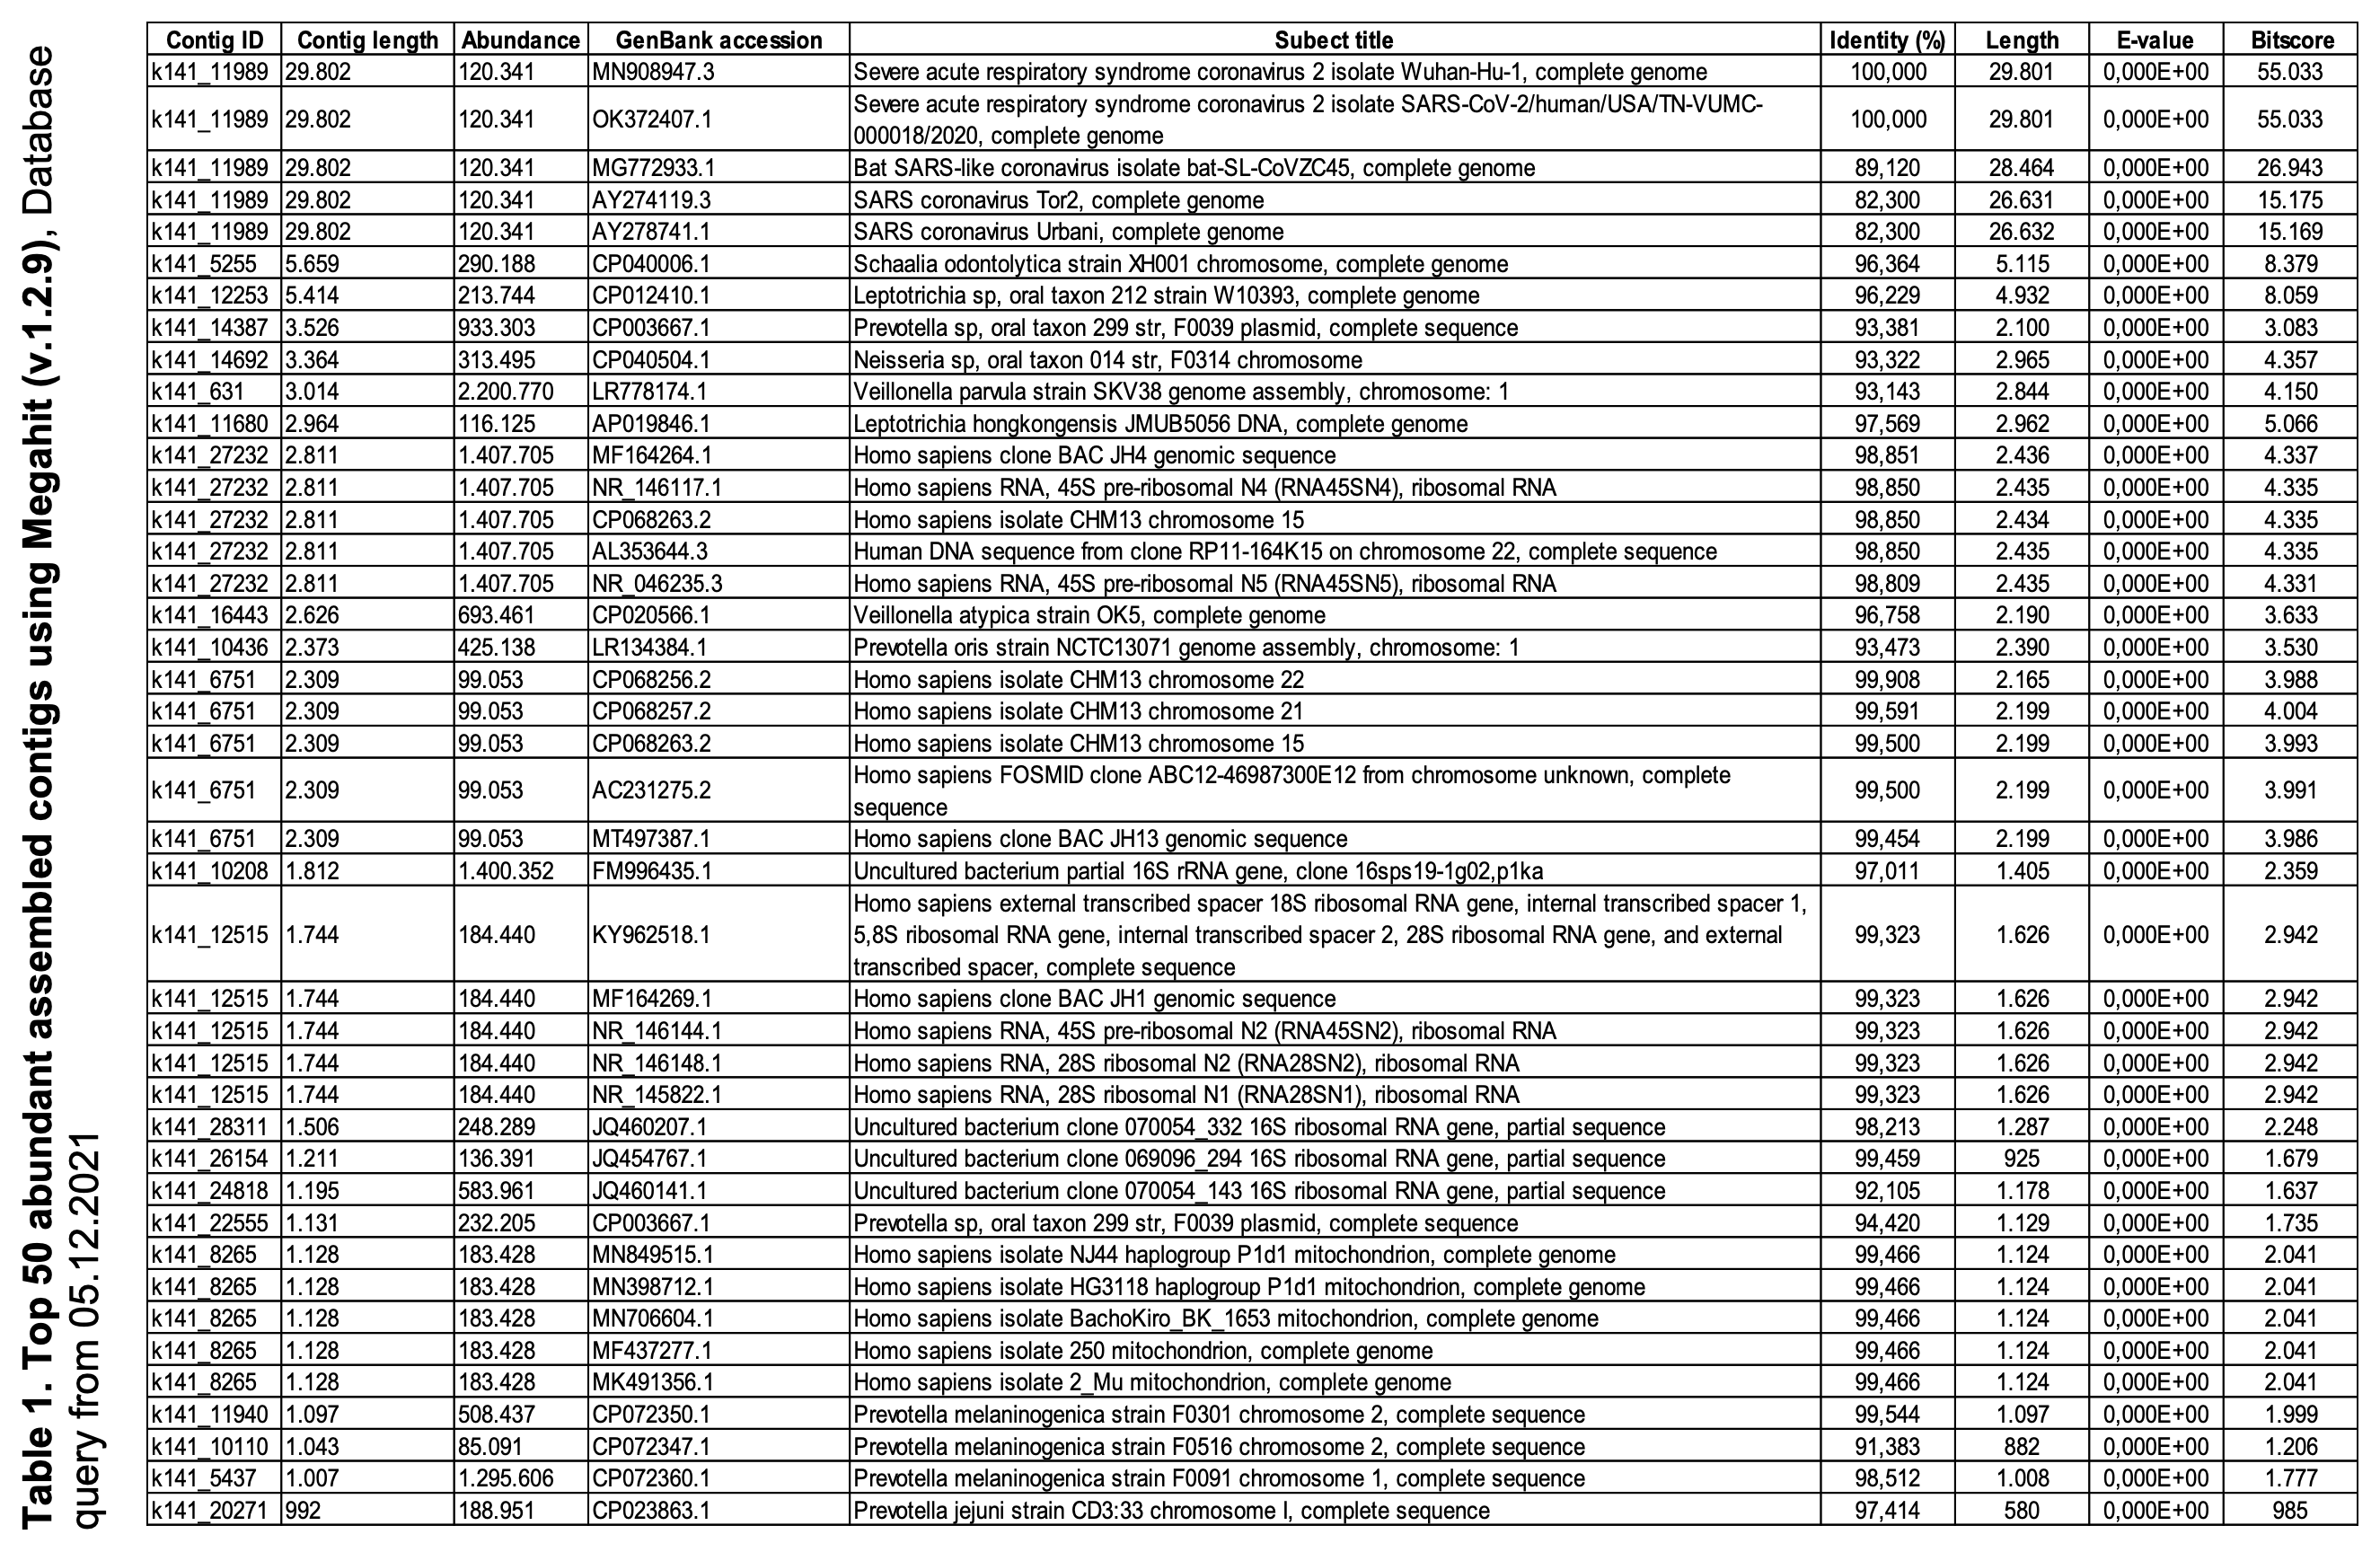 Table 1. Top 50 abundant assembled contigs using Megahit (v.1.2.9), Database
query from 05.12.2021
Contig ID Contig length Abundance GenBank accession Subect title Identity (%) Length E-value Bitscore
k141_11989 29.802 120.341 MN908947.3 Severe acute respiratory syndrome coronavirus 2 isolate Wuhan-Hu-1, complete genome 100,000 29.801 0,000E+00 55.033
k141_11989 29.802 120.341 OK372407.1 Severe acute respiratory syndrome coronavirus 2 isolate SARS-CoV-2/human/USA/TN-VUMC-
000018/2020, complete genome 100,000 29.801 0,000E+00 55.033
k141_11989 29.802 120.341 MG772933.1 Bat SARS-like coronavirus isolate bat-SL-CoVZC45, complete genome 89,120 28.464 0,000E+00 26.943
k141_11989 29.802 120.341 AY274119.3 SARS coronavirus Tor2, complete genome 82,300 26.631 0,000E+00 15.175
k141_11989 29.802 120.341 AY278741.1 SARS coronavirus Urbani, complete genome 82,300 26.632 0,000E+00 15.169
k141_5255 5.659 290.188 CP040006.1 Schaalia odontolytica strain XH001 chromosome, complete genome 96,364 5.115 0,000E+00 8.379
k141_12253 5.414 213.744 CP012410.1 Leptotrichia sp, oral taxon 212 strain W10393, complete genome 96,229 4.932 0,000E+00 8.059
k141_14387 3.526 933.303 CP003667.1 Prevotella sp, oral taxon 299 str, F0039 plasmid, complete sequence 93,381 2.100 0,000E+00 3.083
k141_14692 3.364 313.495 CP040504.1 Neisseria sp, oral taxon 014 str, F0314 chromosome 93,322 2.965 0,000E+00 4.357
k141_631 3.014 2.200.770 LR778174.1 Veillonella parvula strain SKV38 genome assembly, chromosome: 1 93,143 2.844 0,000E+00 4.150
k141_11680 2.964 116.125 AP019846.1 Leptotrichia hongkongensis JMUB5056 DNA, complete genome 97,569 2.962 0,000E+00 5.066
k141_27232 2.811 1.407.705 MF164264.1 Homo sapiens clone BAC JH4 genomic sequence 98,851 2.436 0,000E+00 4.337
k141_27232 2.811 1.407.705 NR_146117.1 Homo sapiens RNA, 45S pre-ribosomal N4 (RNA45SN4), ribosomal RNA 98,850 2.435 0,000E+00 4.335
k141_27232 2.811 1.407.705 CP068263.2 Homo sapiens isolate CHM13 chromosome 15 98,850 2.434 0,000E+00 4.335
k141_27232 2.811 1.407.705 AL353644.3 Human DNA sequence from clone RP11-164K15 on chromosome 22, complete sequence 98,850 2.435 0,000E+00 4.335
k141_27232 2.811 1.407.705 NR_046235.3 Homo sapiens RNA, 45S pre-ribosomal N5 (RNA45SN5), ribosomal RNA 98,809 2.435 0,000E+00 4.331
k141_16443 2.626 693.461 CP020566.1 Veillonella atypica strain OK5, complete genome 96,758 2.190 0,000E+00 3.633
k141_10436 2.373 425.138 LR134384.1 Prevotella oris strain NCTC13071 genome assembly, chromosome: 1 93,473 2.390 0,000E+00 3.530
k141_6751 2.309 99.053 CP068256.2 Homo sapiens isolate CHM13 chromosome 22 99,908 2.165 0,000E+00 3.988
k141_6751 2.309 99.053 CP068257.2 Homo sapiens isolate CHM13 chromosome 21 99,591 2.199 0,000E+00 4.004
k141_6751 2.309 99.053 CP068263.2 Homo sapiens isolate CHM13 chromosome 15 99,500 2.199 0,000E+00 3.993
k141_6751 2.309 99.053 AC231275.2 Homo sapiens FOSMID clone ABC12-46987300E12 from chromosome unknown, complete
sequence 99,500 2.199 0,000E+00 3.991
k141_6751 2.309 99.053 MT497387.1 Homo sapiens clone BAC JH13 genomic sequence 99,454 2.199 0,000E+00 3.986
k141_10208 1.812 1.400.352 FM996435.1 Uncultured bacterium partial 16S rRNA gene, clone 16sps19-1g02,p1ka 97,011 1.405 0,000E+00 2.359
Homo sapiens external transcribed spacer 18S ribosomal RNA gene, internal transcribed spacer 1,
k141_12515 1.744 184.440 KY962518.1 5,8S ribosomal RNA gene, internal transcribed spacer 2, 28S ribosomal RNA gene, and external 99,323 1.626 0,000E+00 2.942
transcribed spacer, complete sequence
k141_12515 1.744 184.440 MF164269.1 Homo sapiens clone BAC JH1 genomic sequence 99,323 1.626 0,000E+00 2.942
k141_12515 1.744 184.440 NR_146144.1 Homo sapiens RNA, 45S pre-ribosomal N2 (RNA45SN2), ribosomal RNA 99,323 1.626 0,000E+00 2.942
k141_12515 1.744 184.440 NR_146148.1 Homo sapiens RNA, 28S ribosomal N2 (RNA28SN2), ribosomal RNA 99,323 1.626 0,000E+00 2.942
k141_12515 1.744 184.440 NR_145822.1 Homo sapiens RNA, 28S ribosomal N1 (RNA28SN1), ribosomal RNA 99,323 1.626 0,000E+00 2.942
k141_28311 1.506 248.289 JQ460207.1 Uncultured bacterium clone 070054_332 16S ribosomal RNA gene, partial sequence 98,213 1.287 0,000E+00 2.248
k141_26154 1.211 136.391 JQ454767.1 Uncultured bacterium clone 069096_294 16S ribosomal RNA gene, partial sequence 99,459 925 0,000E+00 1.679
k141_24818 1.195 583.961 JQ460141.1 Uncultured bacterium clone 070054_143 16S ribosomal RNA gene, partial sequence 92,105 1.178 0,000E+00 1.637
k141_22555 1.131 232.205 CP003667.1 Prevotella sp, oral taxon 299 str, F0039 plasmid, complete sequence 94,420 1.129 0,000E+00 1.735
k141_8265 1.128 183.428 MN849515.1 Homo sapiens isolate NJ44 haplogroup P1d1 mitochondrion, complete genome 99,466 1.124 0,000E+00 2.041
k141_8265 1.128 183.428 MN398712.1 Homo sapiens isolate HG3118 haplogroup P1d1 mitochondrion, complete genome 99,466 1.124 0,000E+00 2.041
k141_8265 1.128 183.428 MN706604.1 Homo sapiens isolate BachoKiro_BK_1653 mitochondrion, complete genome 99,466 1.124 0,000E+00 2.041
k141_8265 1.128 183.428 MF437277.1 Homo sapiens isolate 250 mitochondrion, complete genome 99,466 1.124 0,000E+00 2.041
k141_8265 1.128 183.428 MK491356.1 Homo sapiens isolate 2_Mu mitochondrion, complete genome 99,466 1.124 0,000E+00 2.041
k141_11940 1.097 508.437 CP072350.1 Prevotella melaninogenica strain F0301 chromosome 2, complete sequence 99,544 1.097 0,000E+00 1.999
k141_10110 1.043 85.091 CP072347.1 Prevotella melaninogenica strain F0516 chromosome 2, complete sequence 91,383 882 0,000E+00 1.206
k141_5437 1.007 1.295.606 CP072360.1 Prevotella melaninogenica strain F0091 chromosome 1, complete sequence 98,512 1.008 0,000E+00 1.777
k141_20271 992 188.951 CP023863.1 Prevotella jejuni strain CD3:33 chromosome I, complete sequence 97,414 580 0,000E+00 985